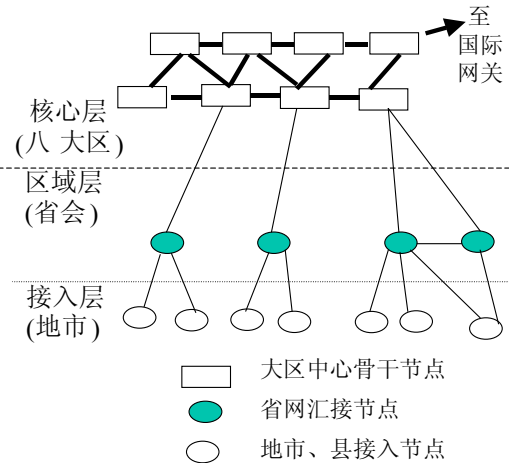 至
国际
网关
核心层
(八 大区)
区域层
(省会)
接入层
(地市)
大区中心骨干节点
省网汇接节点
地市、县接入节点